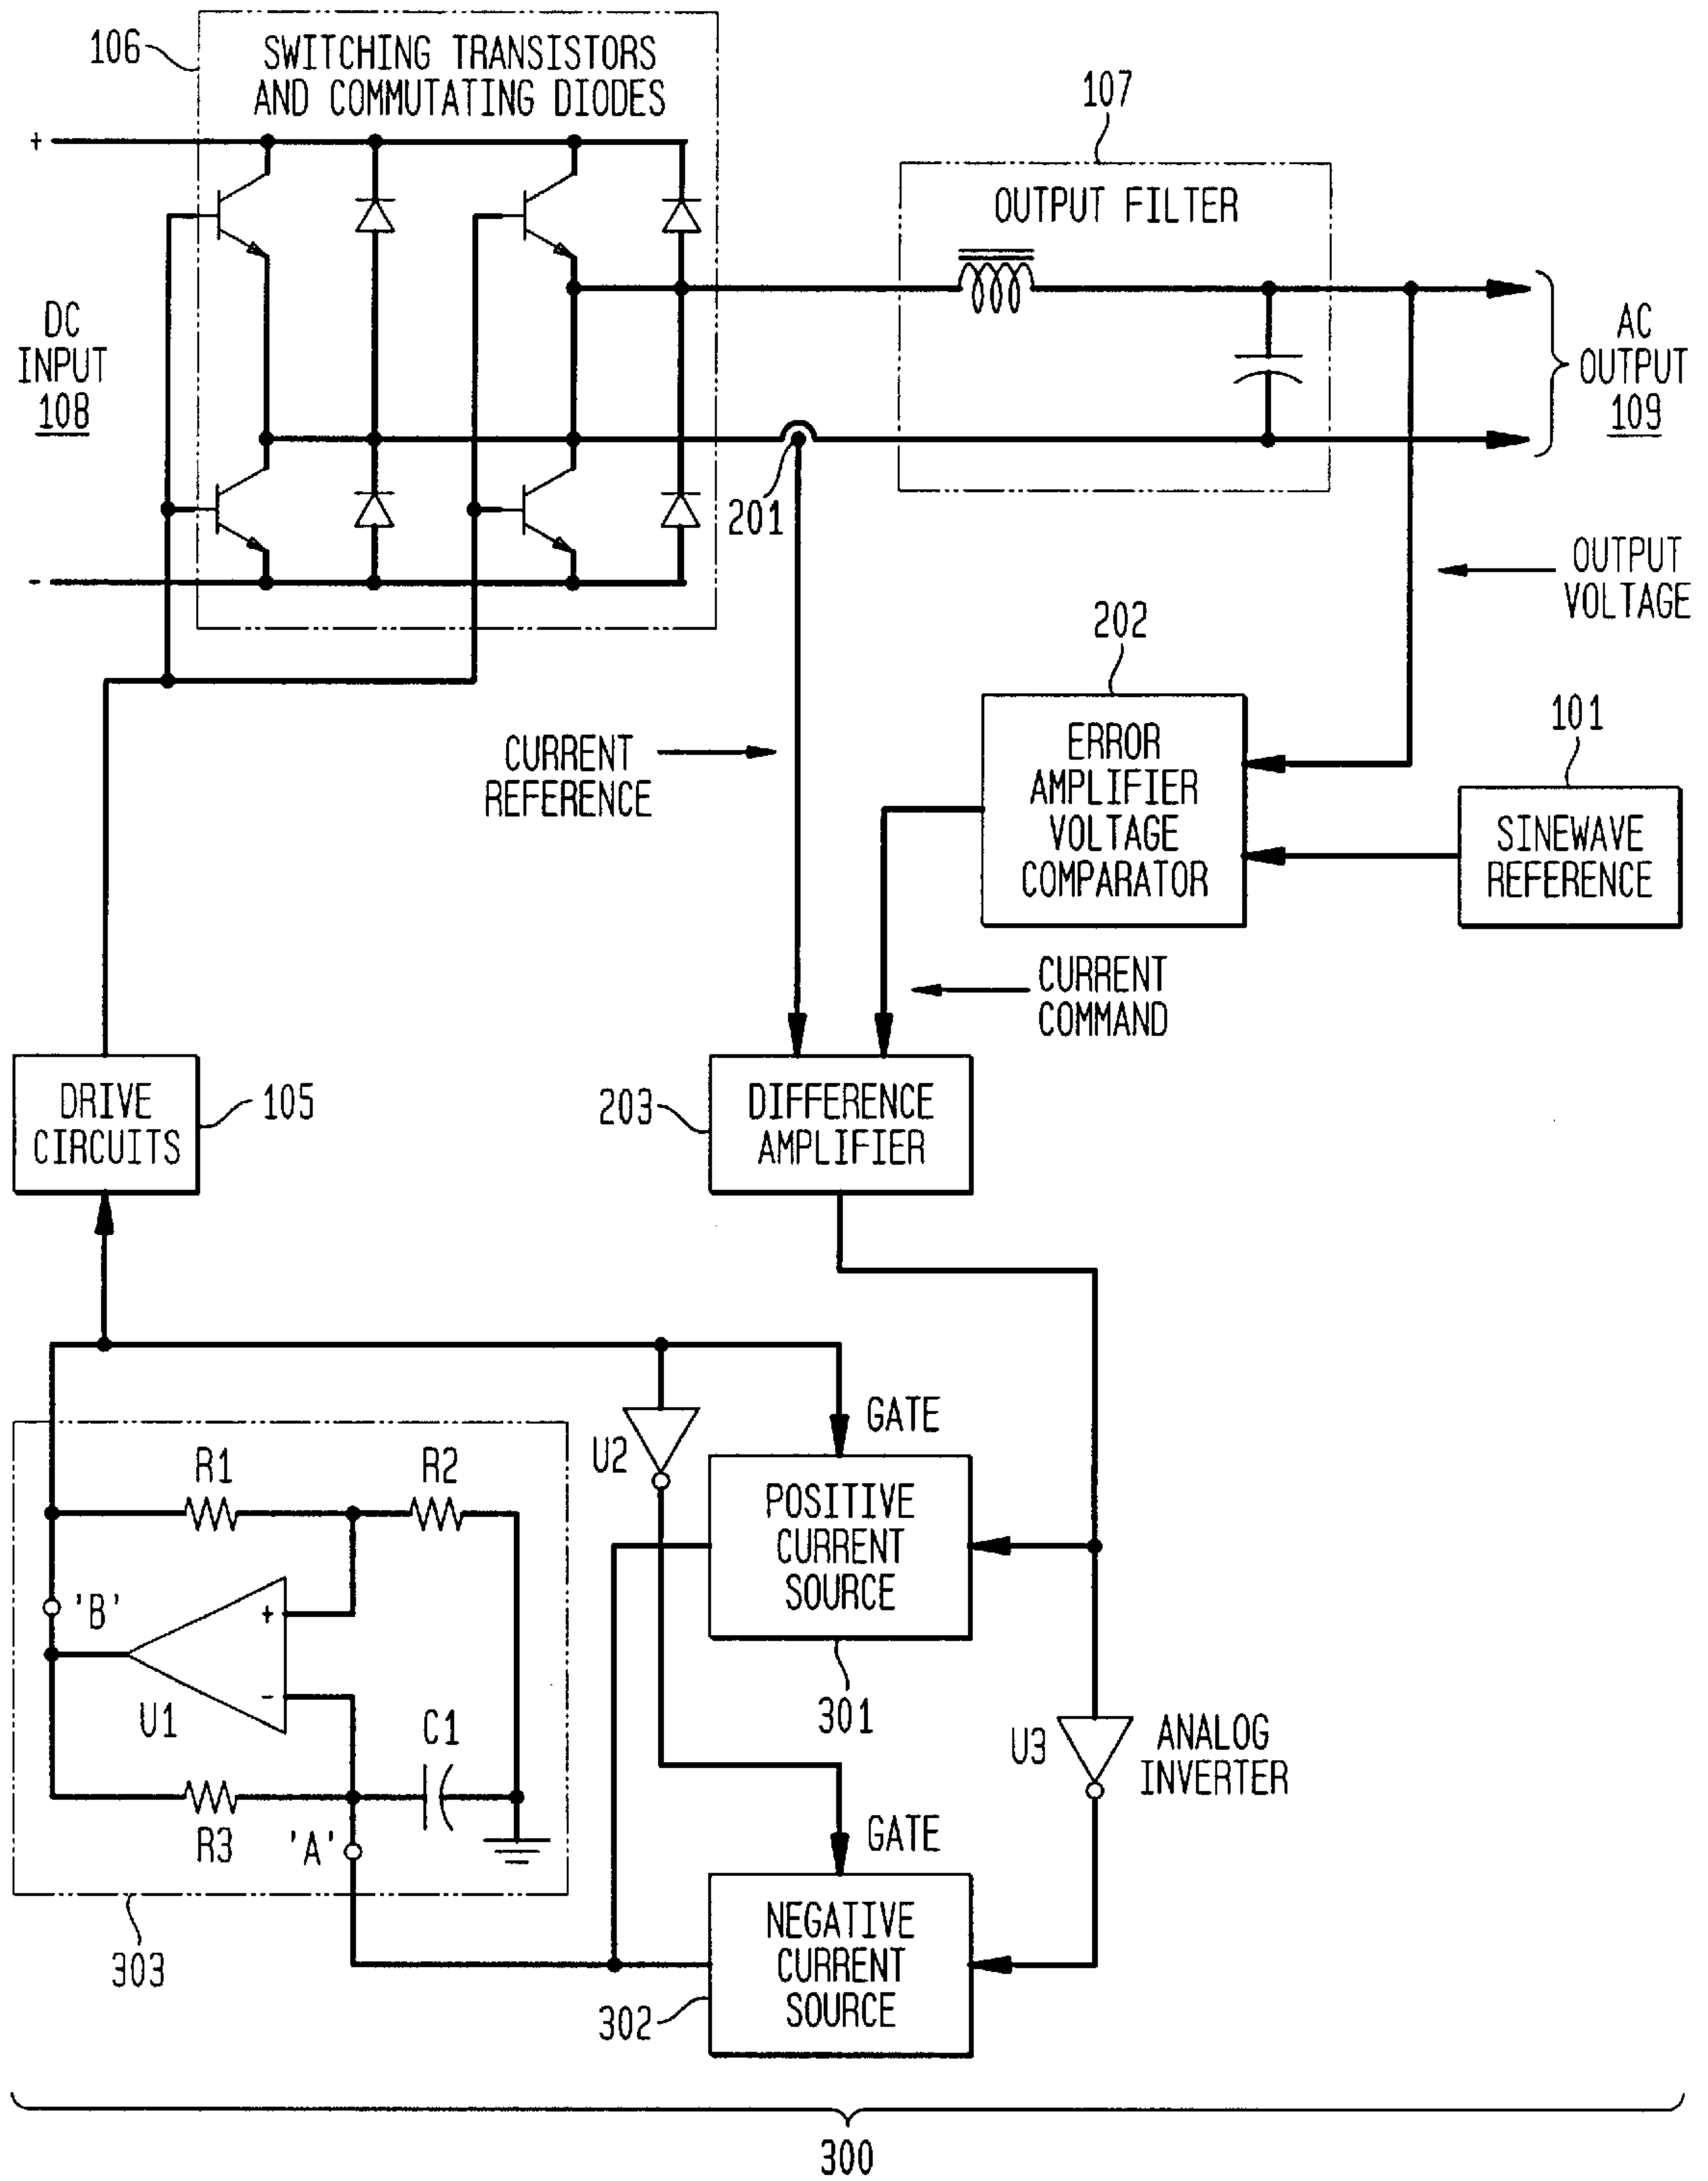 106
SWITCHING TRANSISTORS
AND COMMUTATING DIODES
107
+
OUTPUT FILTER
DC
INPUT
108
AC
OUTPUT
109
201
-
OUTPUT
VOLTAGE
202
101
CURRENT
REFERENCE
ERROR
AMPLIFIER
VOLTAGE
COMPARATOR
SINEWAVE
REFERENCE
CURRENT
COMMAND
DRIVE
CIRCUITS
105
203
DIFFERENCE
AMPLIFIER
GATE
R1
R2
U2
POSITIVE
CURRENT
SOURCE
'B'
+
-
U1
C1
301
U3
ANALOG
INVERTER
R3
'A'
GATE
303
NEGATIVE
CURRENT
SOURCE
302
300